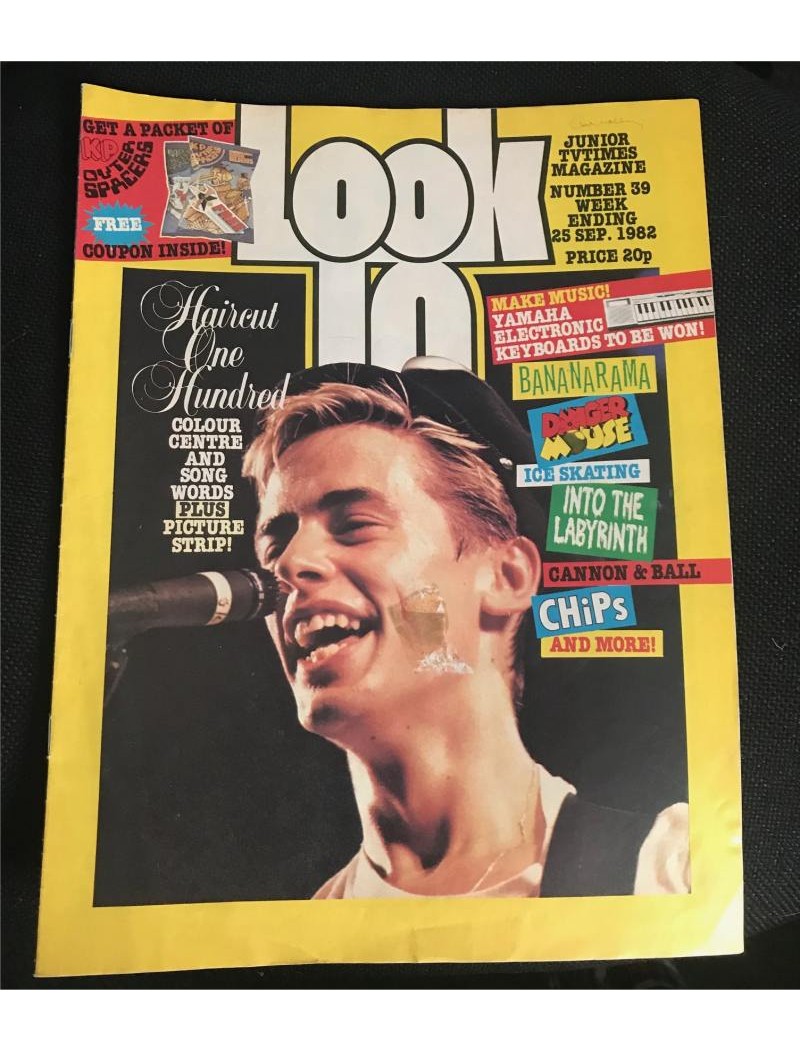 GET A PACKET OF
KP
OUTER
SPACERS
FREE
COUPON INSIDE!
Look
IN
JUNIOR
TVTIMES
MAGAZINE
NUMBER 39
WEEK
ENDING
25 SEP. 1982
PRICE 20p
Haircut
One
Hundred
COLOUR
CENTRE
AND
SONG
WORDS
PLUS
PICTURE
STRIP!
MAKE MUSIC!
YAMAHA
ELECTRONIC
KEYBOARDS TO BE WON!
BANANARAMA
DANGER
MOUSE
ICE SKATING
INTO THE
LABYRINTH
CANNON & BALL
CHiPs
AND MORE!